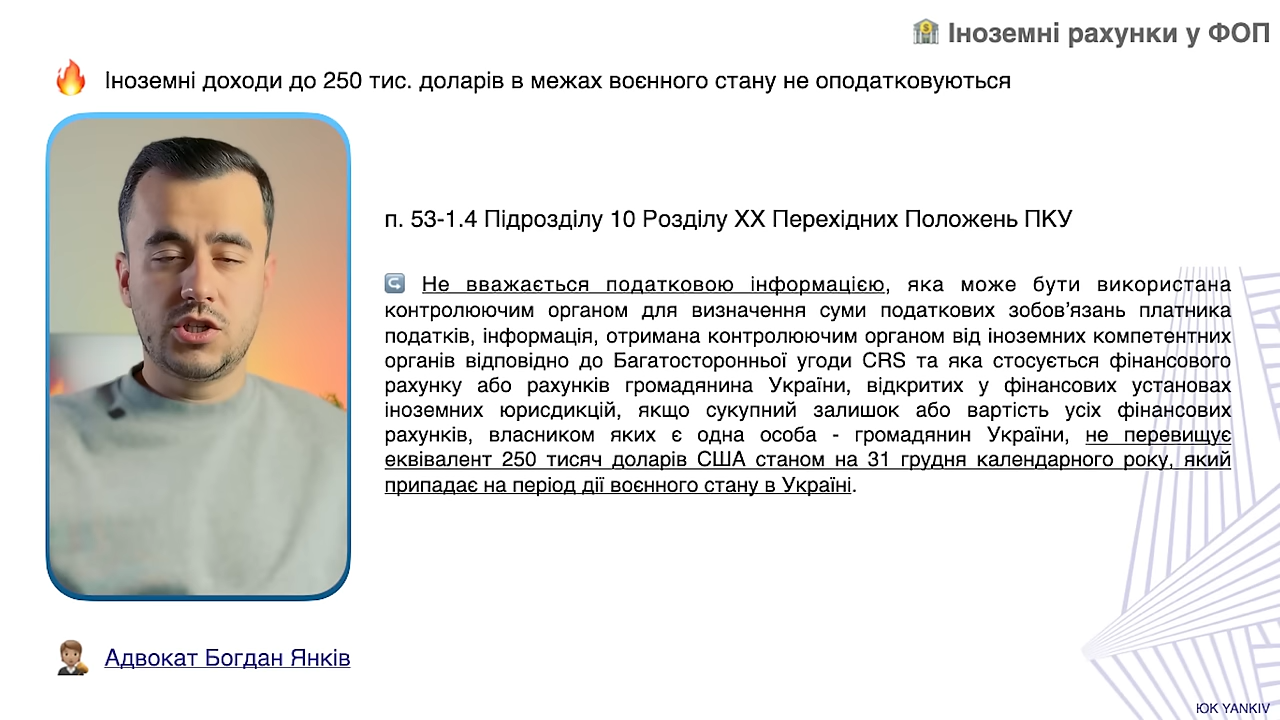 Іноземні рахунки у ФОП
Іноземні доходи до 250 тис. доларів в межах воєнного стану не оподатковуються
п. 53-1.4 Підрозділу 10 Розділу ХХ Перехідних Положень ПКУ
Не вважається податковою інформацією, яка може бути використана
контролюючим органом для визначення суми податкових зобов’язань платника
податків, інформація, отримана контролюючим органом від іноземних компетентних
органів відповідно до Багатосторонньої угоди CRS та яка стосується фінансового
рахунку або рахунків громадянина України, відкритих у фінансових установах
іноземних юрисдикцій, якщо сукупний залишок або вартість усіх фінансових
рахунків, власником яких є одна особа - громадянин України, не перевищує
еквівалент 250 тисяч доларів США станом на 31 грудня календарного року, який
припадає на період дії воєнного стану в Україні.
Адвокат Богдан Янків
ЮК YANKIV